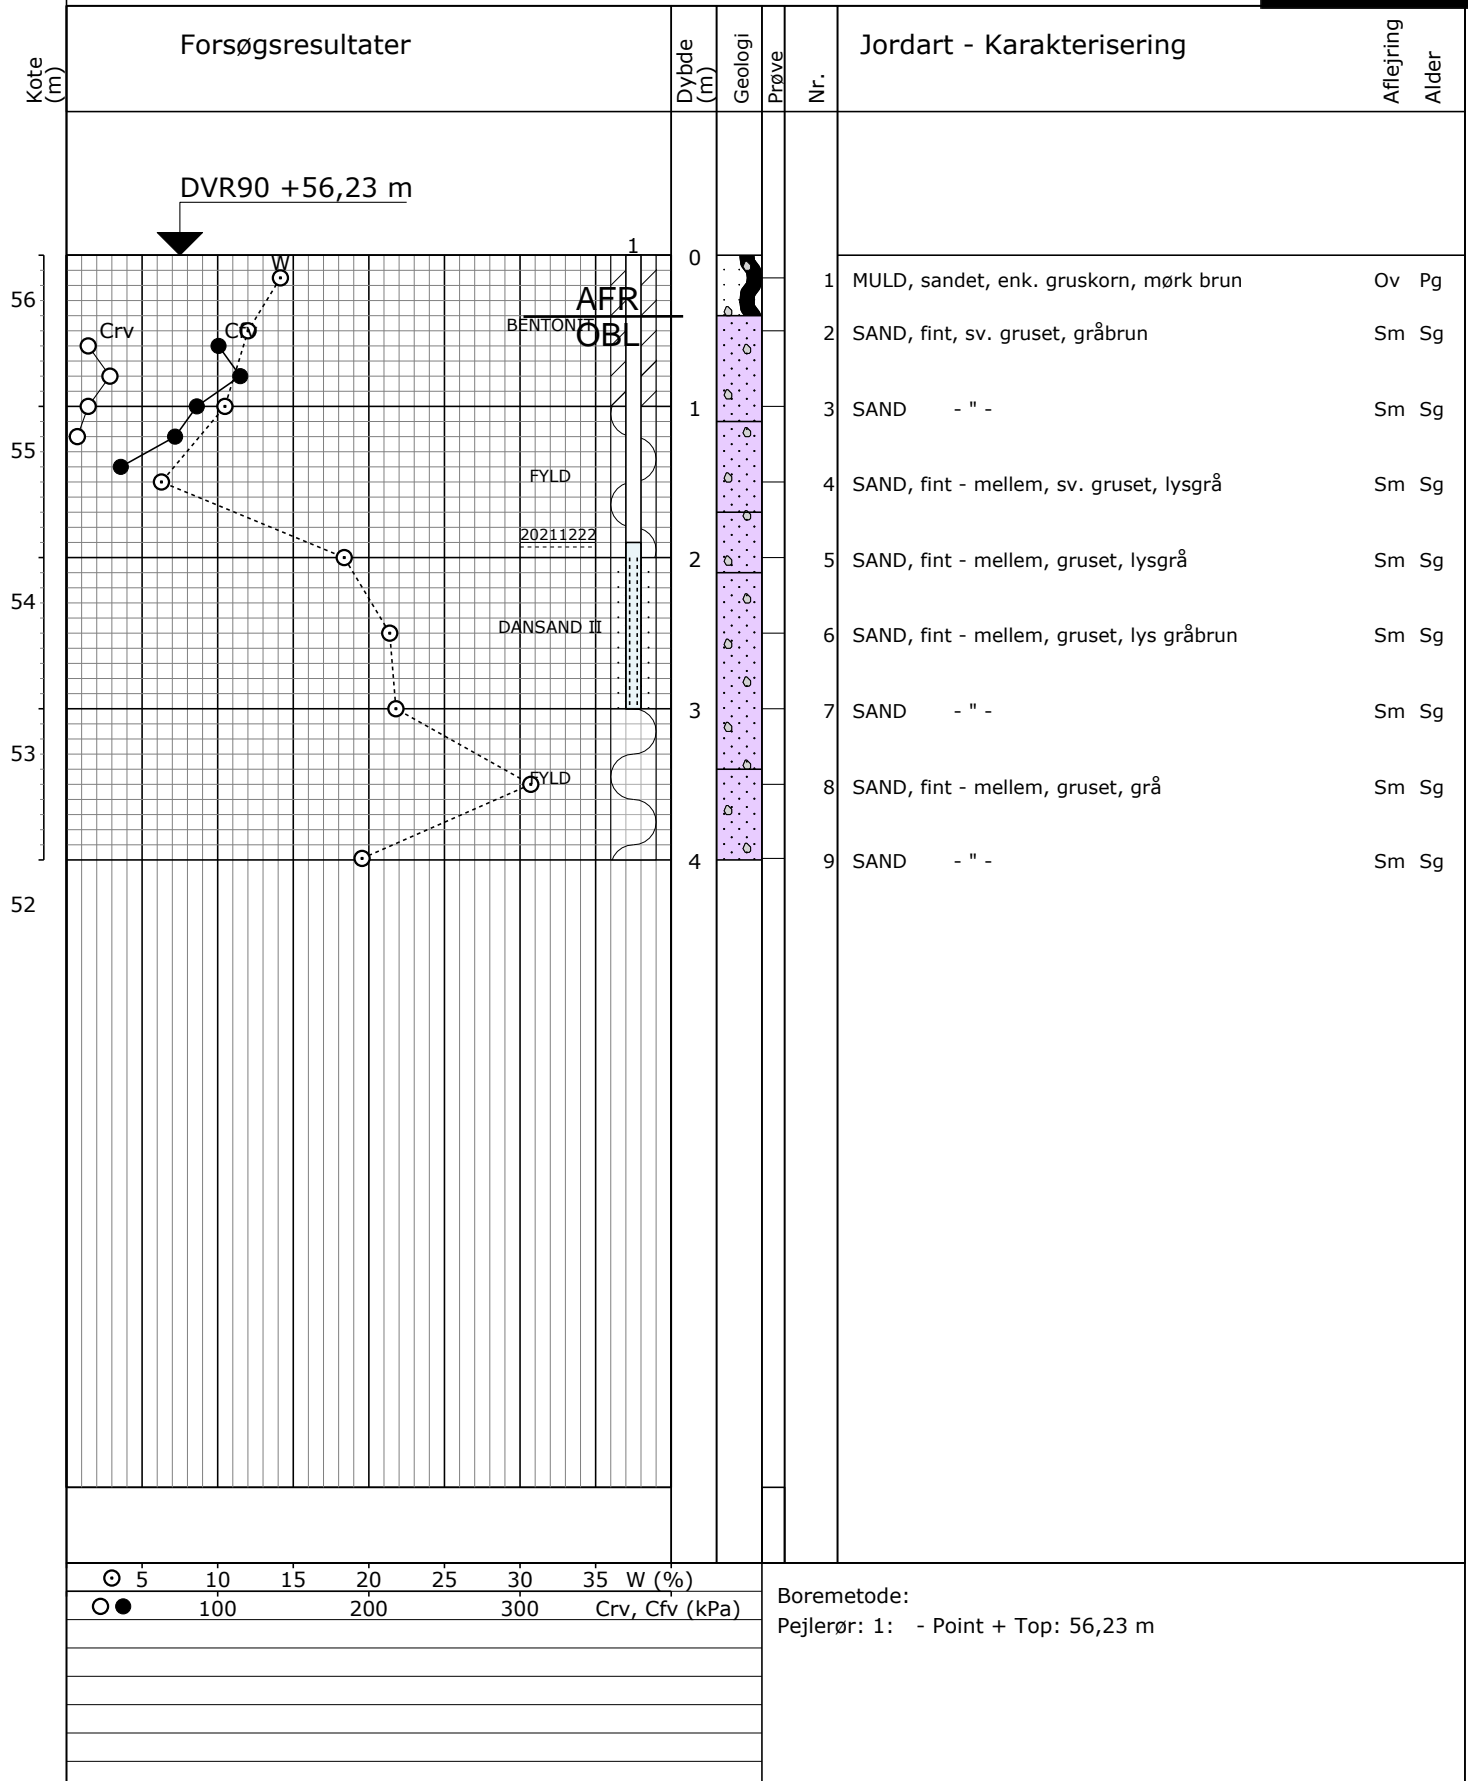 Kote (m)
Forsøgsresultater
Dybde (m)
Geologi
Prøve
Nr.
Jordart - Karakterisering
Aflejring
Alder
DVR90 +56,23 m
1
W
0
AFR
1 MULD, sandet, enk. gruskorn, mørk brun Ov Pg
56
Crv
BENTONIT
OBL
2 SAND, fint, sv. gruset, gråbrun Sm Sg
1
3 SAND - " - Sm Sg
55
FYLD
4 SAND, fint - mellem, sv. gruset, lysgrå Sm Sg
20211222
2
5 SAND, fint - mellem, gruset, lysgrå Sm Sg
54
DANSAND II
6 SAND, fint - mellem, gruset, lys gråbrun Sm Sg
3
7 SAND - " - Sm Sg
53
FYLD
8 SAND, fint - mellem, gruset, grå Sm Sg
4
9 SAND - " - Sm Sg
52
5 10 15 20 25 30 35 W (%)
100 200 300 Crv, Cfv (kPa)
Boremetode:
Pejlerør: 1: - Point + Top: 56,23 m